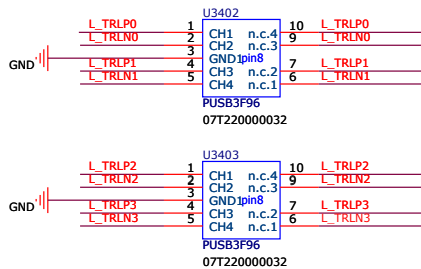 U3402
L_TRLP0 1 CH1 n.c.4 10 L_TRLP0
L_TRLN0 2 CH2 n.c.3 9 L_TRLN0
GND 3 GND1 pin8
L_TRLP1 4 CH3 n.c.2 7 L_TRLP1
L_TRLN1 5 CH4 n.c.1 6 L_TRLN1
PUSB3F96
07T220000032
U3403
L_TRLP2 1 CH1 n.c.4 10 L_TRLP2
L_TRLN2 2 CH2 n.c.3 9 L_TRLN2
GND 3 GND1 pin8
L_TRLP3 4 CH3 n.c.2 7 L_TRLP3
L_TRLN3 5 CH4 n.c.1 6 L_TRLN3
PUSB3F96
07T220000032